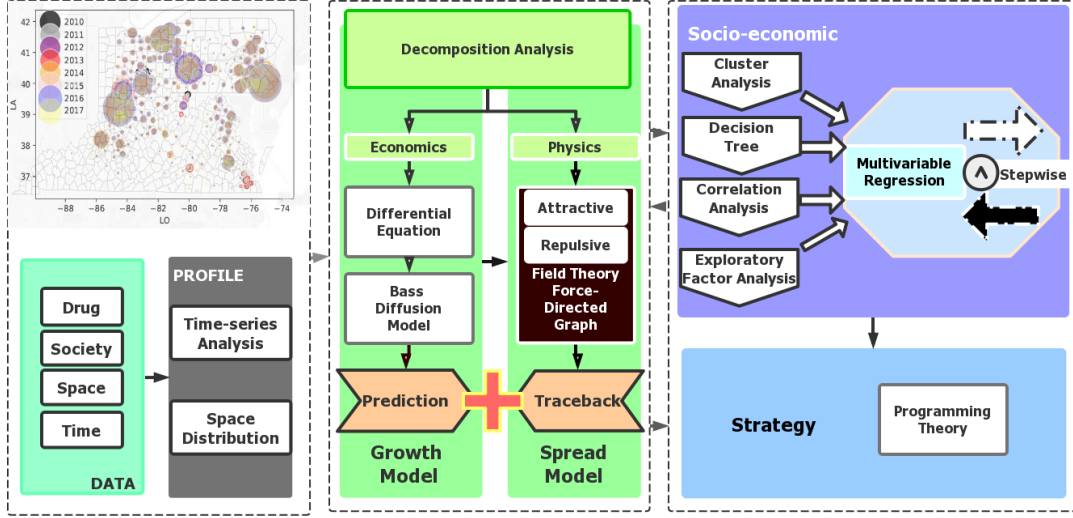 42
41
40
39
38
37
LA
2010
2011
2012
2013
2014
2015
2016
2017
−88
−86
−84
−82
−80
−78
−76
−74
LO
Drug
Society
Space
Time
DATA
PROFILE
Time-series
Analysis
Space
Distribution
Decomposition Analysis
Economics
Physics
Differential
Equation
Bass
Diffusion
Model
Attractive
Repulsive
Field Theory
Force-
Directed
Graph
Prediction
Traceback
Growth
Model
Spread
Model
Socio-economic
Cluster
Analysis
Decision
Tree
Correlation
Analysis
Exploratory
Factor Analysis
Multivariable
Regression
Stepwise
Strategy
Programming
Theory